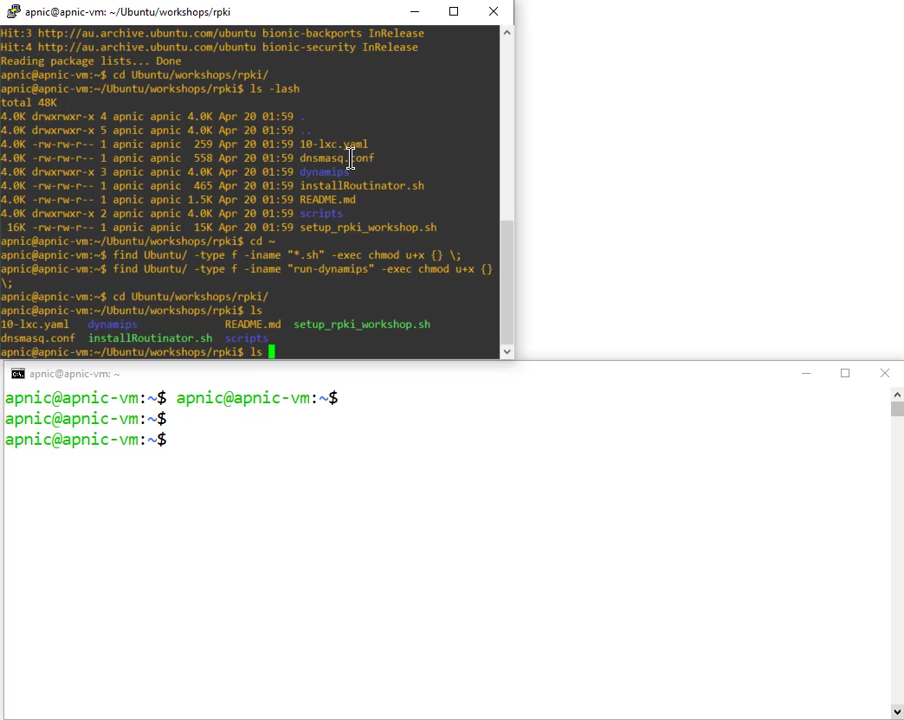 apnic@apnic-vm: ~/Ubuntu/workshops/rpki
Hit:3 http://au.archive.ubuntu.com/ubuntu bionic-backports InRelease
Hit:4 http://au.archive.ubuntu.com/ubuntu bionic-security InRelease
Reading package lists... Done
apnic@apnic-vm:~$ cd Ubuntu/workshops/rpki/
apnic@apnic-vm:~/Ubuntu/workshops/rpki$ ls -lash
total 48K
4.0K drwxrwxr-x 4 apnic apnic 4.0K Apr 20 01:59 .
4.0K drwxrwxr-x 5 apnic apnic 4.0K Apr 20 01:59 ..
4.0K -rw-rw-r-- 1 apnic apnic  259 Apr 20 01:59 10-lxc.yaml
4.0K -rw-rw-r-- 1 apnic apnic  558 Apr 20 01:59 dnsmasq.conf
4.0K drwxrwxr-x 3 apnic apnic 4.0K Apr 20 01:59 dynamips
4.0K -rw-rw-r-- 1 apnic apnic  465 Apr 20 01:59 installRoutinator.sh
4.0K -rw-rw-r-- 1 apnic apnic 1.5K Apr 20 01:59 README.md
4.0K drwxrwxr-x 2 apnic apnic 4.0K Apr 20 01:59 scripts
 16K -rw-rw-r-- 1 apnic apnic  15K Apr 20 01:59 setup_rpki_workshop.sh
apnic@apnic-vm:~/Ubuntu/workshops/rpki$ cd ~
apnic@apnic-vm:~$ find Ubuntu/ -type f -iname "*.sh" -exec chmod u+x {} \;
apnic@apnic-vm:~$ find Ubuntu/ -type f -iname "run-dynamips" -exec chmod u+x {}
\;
apnic@apnic-vm:~$ cd Ubuntu/workshops/rpki/
apnic@apnic-vm:~/Ubuntu/workshops/rpki$ ls
10-lxc.yaml   dynamips              README.md  setup_rpki_workshop.sh
dnsmasq.conf  installRoutinator.sh  scripts
apnic@apnic-vm:~/Ubuntu/workshops/rpki$ ls
apnic@apnic-vm: ~
apnic@apnic-vm:~$ apnic@apnic-vm:~$
apnic@apnic-vm:~$
apnic@apnic-vm:~$